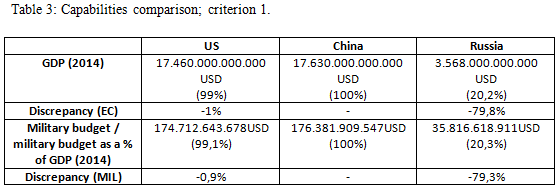 Table 3: Capabilities comparison; criterion 1.
US China Russia
GDP (2014) 17.460.000.000.000 17.630.000.000.000 3.568.000.000.000
USD USD USD
(99%) (100%) (20,2%)
Discrepancy (EC) -1% - -79,8%
Military budget / 174.712.643.678USD 176.381.909.547USD 35.816.618.911USD
military budget as a % (99,1%) (100%) (20,3%)
of GDP (2014)
Discrepancy (MIL) -0,9% - -79,3%